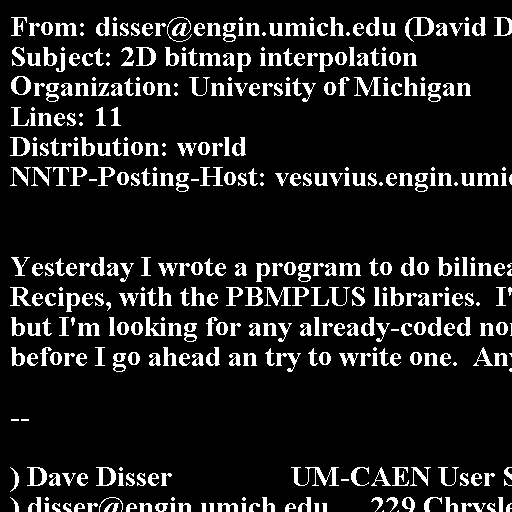 From: disser@engin.umich.edu (David D
Subject: 2D bitmap interpolation
Organization: University of Michigan
Lines: 11
Distribution: world
NNTP-Posting-Host: vesuvius.engin.umic
Yesterday I wrote a program to do bilinea
Recipes, with the PBMPLUS libraries.  I'
but I'm looking for any already-coded non
before I go ahead an try to write one.  Any
--
) Dave Disser                UM-CAEN User S
) disser@engin.umich.edu      229 Chrysle